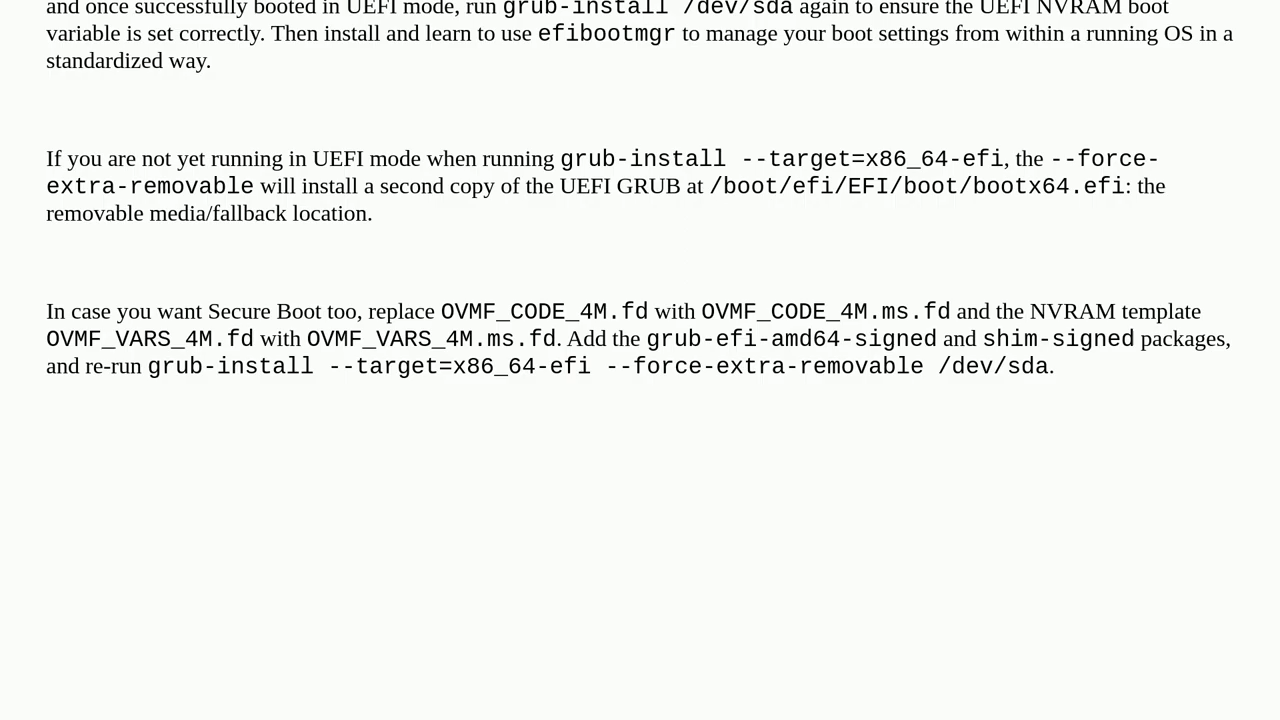 and once successfully booted in UEFI mode, run grub-install /dev/sda again to ensure the UEFI NVRAM boot
variable is set correctly. Then install and learn to use efibootmgr to manage your boot settings from within a running OS in a
standardized way.
If you are not yet running in UEFI mode when running grub-install --target=x86_64-efi, the --force-
extra-removable will install a second copy of the UEFI GRUB at /boot/efi/EFI/boot/bootx64.efi: the
removable media/fallback location.
In case you want Secure Boot too, replace OVMF_CODE_4M.fd with OVMF_CODE_4M.ms.fd and the NVRAM template
OVMF_VARS_4M.fd with OVMF_VARS_4M.ms.fd. Add the grub-efi-amd64-signed and shim-signed packages,
and re-run grub-install --target=x86_64-efi --force-extra-removable /dev/sda.